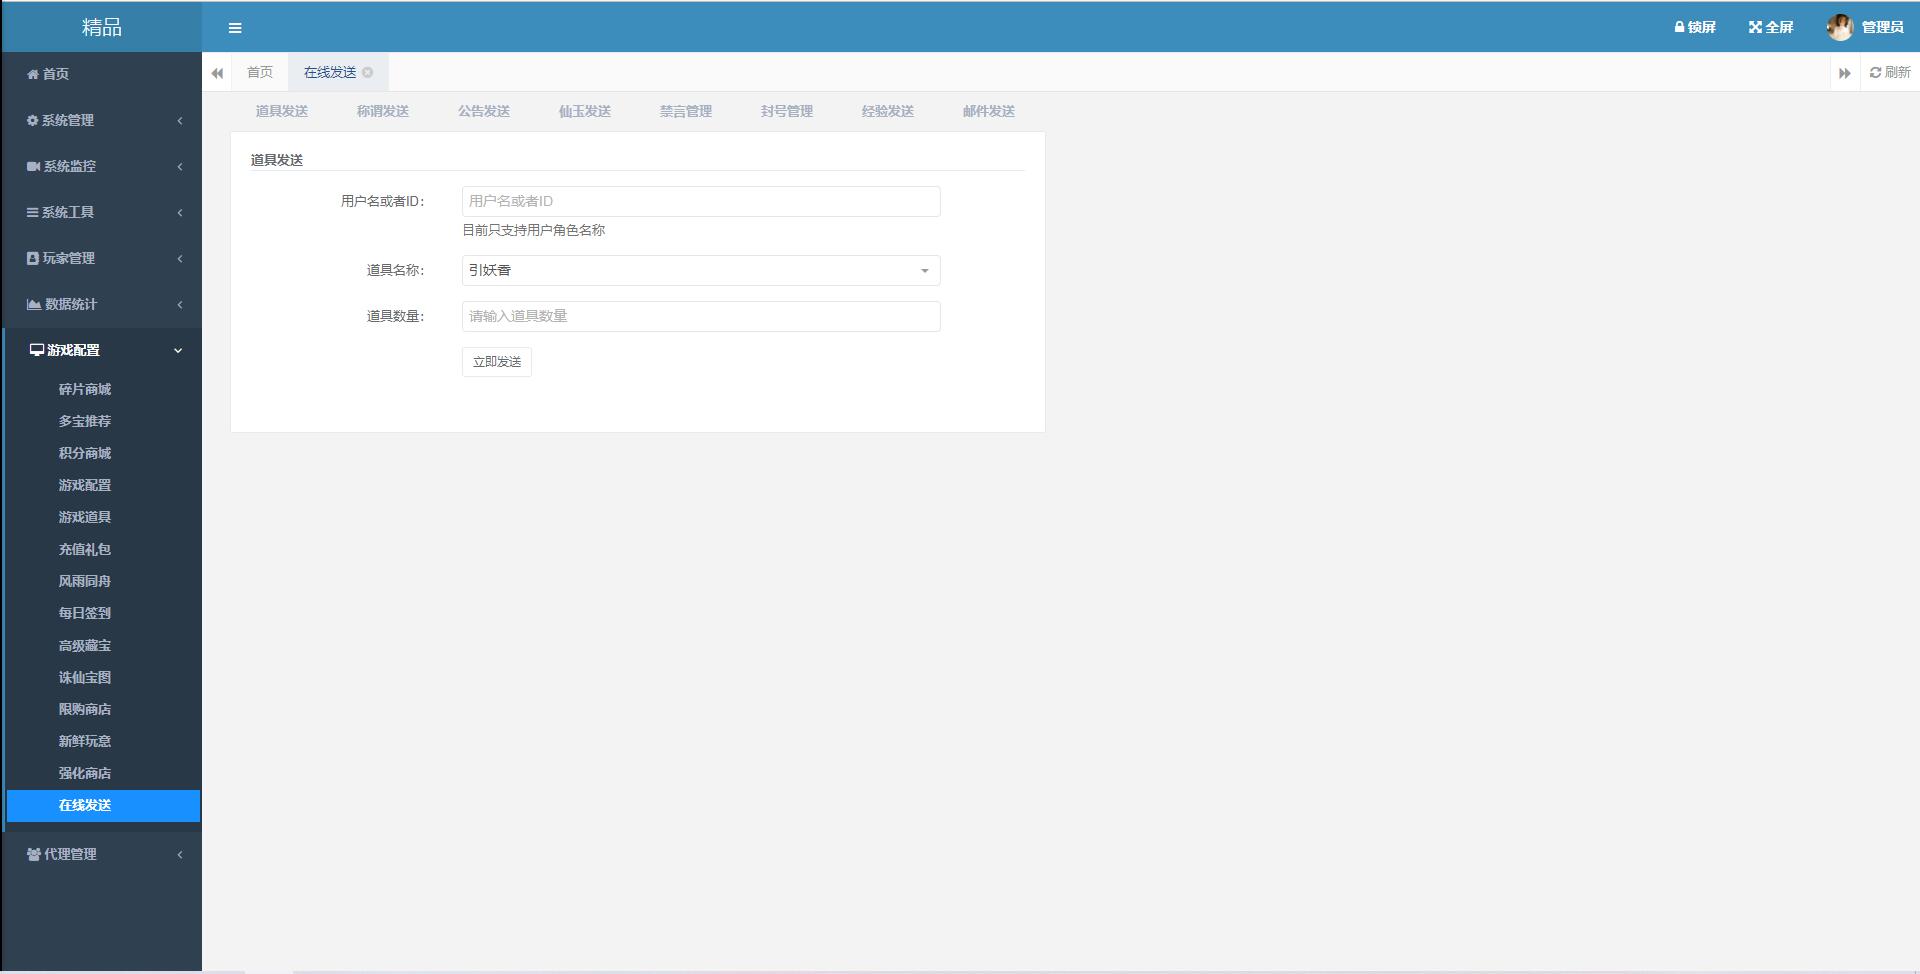 精品
锁屏 全屏 管理员
首页 在线发送 刷新
道具发送 称谓发送 公告发送 仙玉发送 禁言管理 封号管理 经验发送 邮件发送
首页
系统管理
系统监控
系统工具
玩家管理
数据统计
游戏配置
碎片商城
多宝推荐
积分商城
游戏配置
游戏道具
充值礼包
风雨同舟
每日签到
高级藏宝
诛仙宝图
限购商店
新鲜玩意
强化商店
在线发送
代理管理
道具发送
用户名或者ID： 用户名或者ID
目前只支持用户角色名称
道具名称： 引妖香
道具数量： 请输入道具数量
立即发送